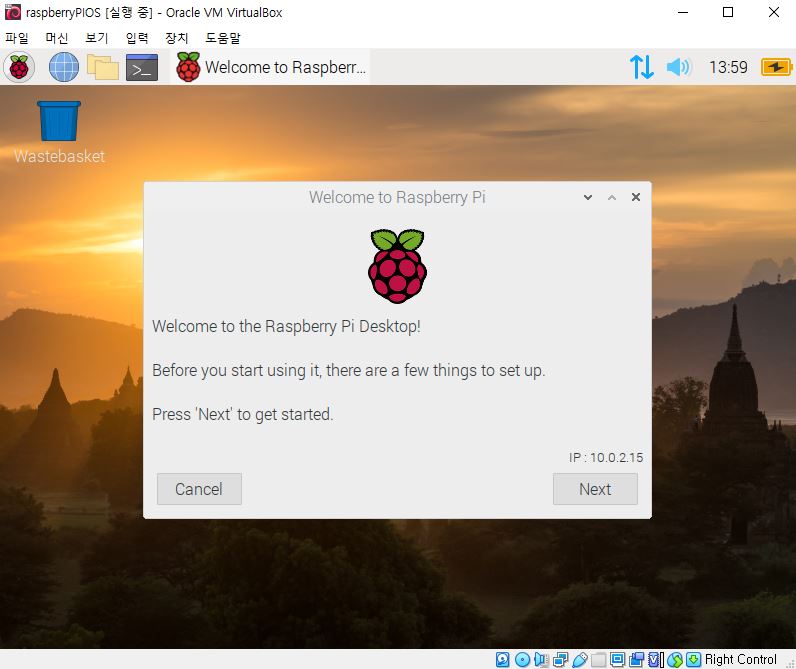 raspberryPIOS [실행 중] - Oracle VM VirtualBox
파일 머신 보기 입력 장치 도움말
>_ Welcome to Raspberr... 13:59
Wastebasket
Welcome to Raspberry Pi
Welcome to the Raspberry Pi Desktop!
Before you start using it, there are a few things to set up.
Press 'Next' to get started.
IP : 10.0.2.15
Cancel Next
Right Control